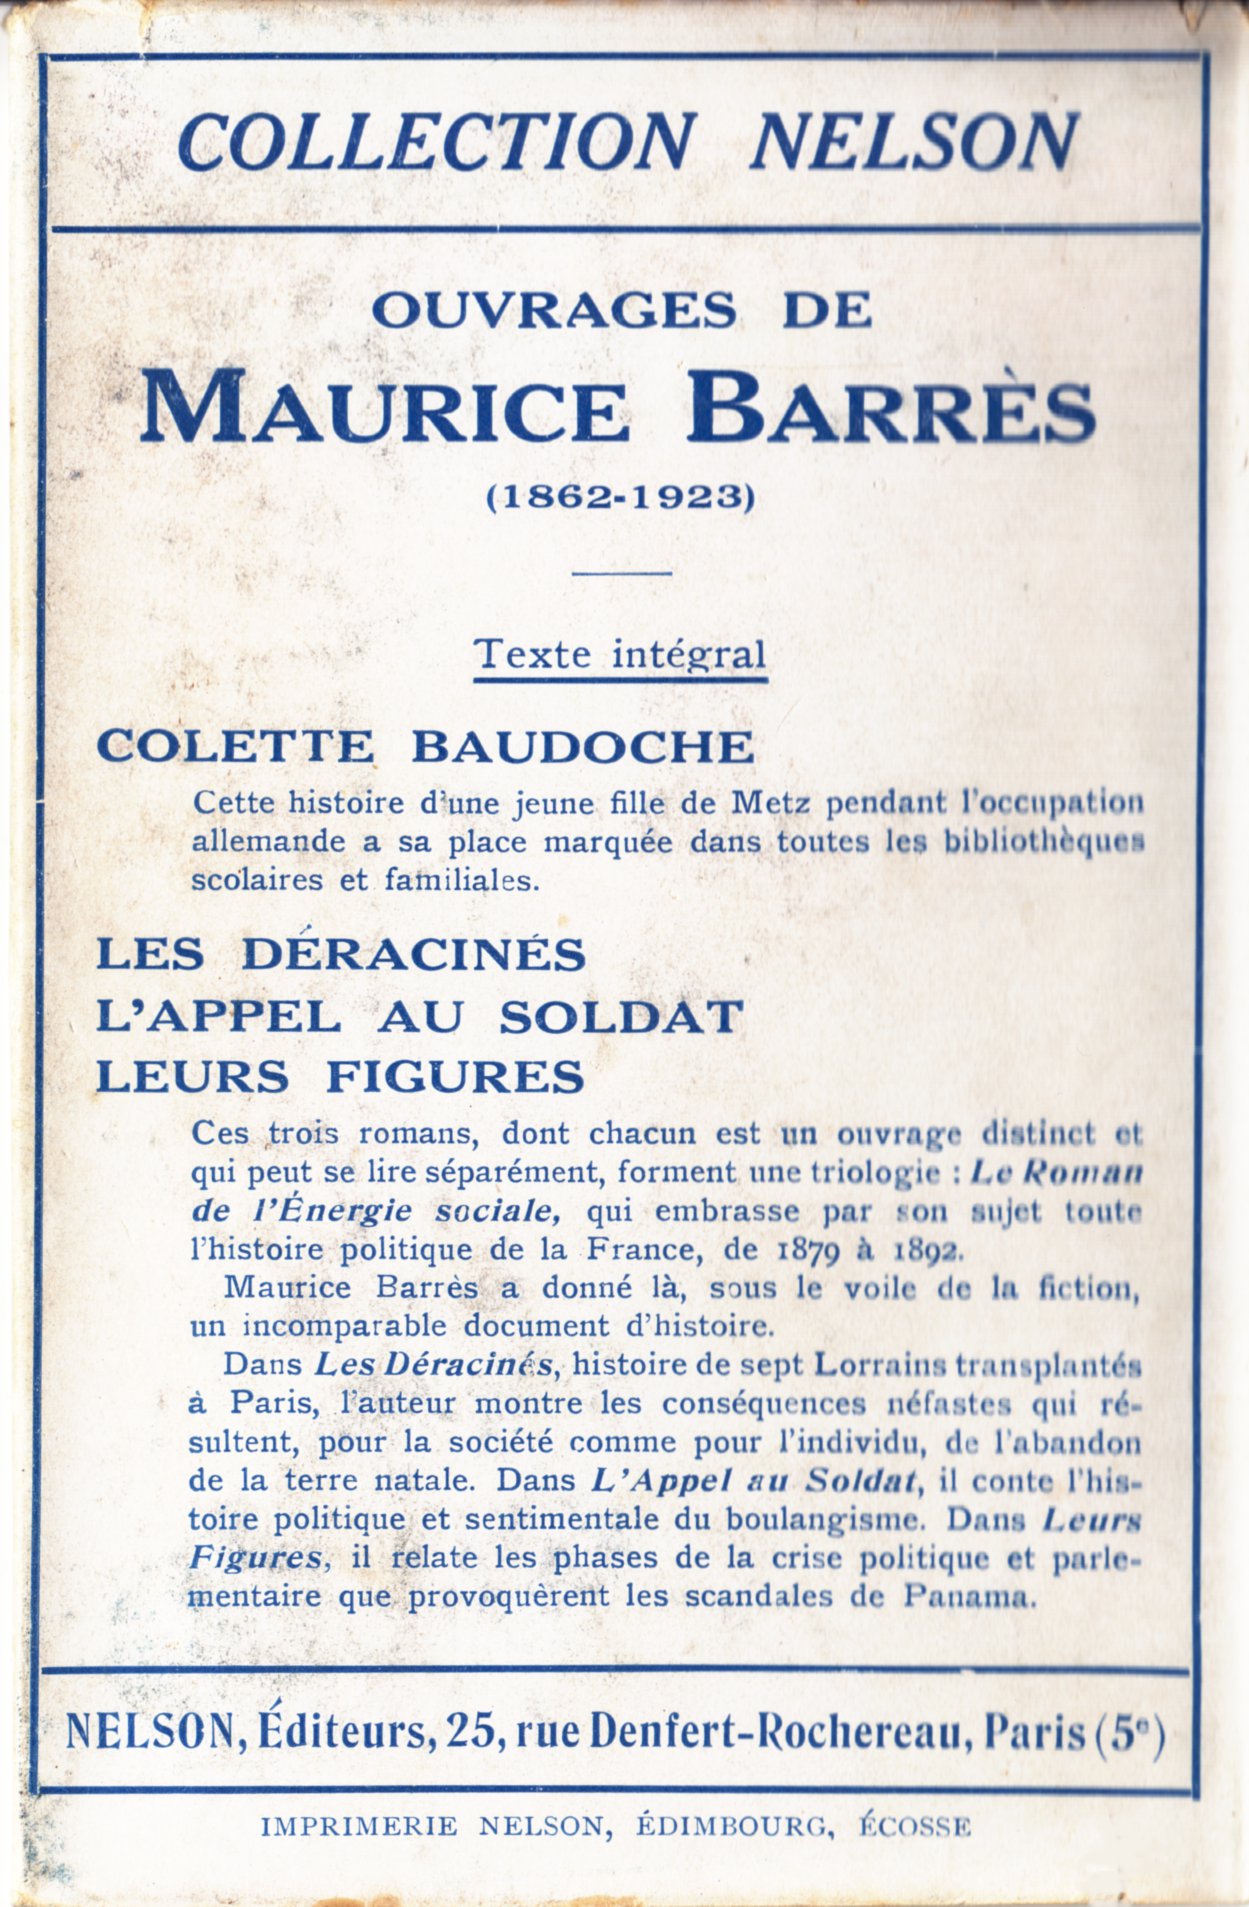 COLLECTION NELSON
OUVRAGES DE
MAURICE BARRÈS
(1862-1923)
Texte intégral
COLETTE BAUDOCHE
Cette histoire d'une jeune fille de Metz pendant l'occupation
allemande a sa place marquée dans toutes les bibliothèques
scolaires et familiales.
LES DÉRACINÉS
L'APPEL AU SOLDAT
LEURS FIGURES
Ces trois romans, dont chacun est un ouvrage distinct et
qui peut se lire séparément, forment une triologie : Le Roman
de l'Énergie sociale, qui embrasse par son sujet toute
l'histoire politique de la France, de 1879 à 1892.
Maurice Barrès a donné là, sous le voile de la fiction,
un incomparable document d'histoire.
Dans Les Déracinés, histoire de sept Lorrains transplantés
à Paris, l'auteur montre les conséquences néfastes qui ré-
sultent, pour la société comme pour l'individu, de l'abandon
de la terre natale. Dans L'Appel au Soldat, il conte l'his-
toire politique et sentimentale du boulangisme. Dans Leurs
Figures, il relate les phases de la crise politique et parle-
mentaire que provoquèrent les scandales de Panama.
NELSON, Éditeurs, 25, rue Denfert-Rochereau, Paris (5e)
IMPRIMERIE NELSON, ÉDIMBOURG, ÉCOSSE